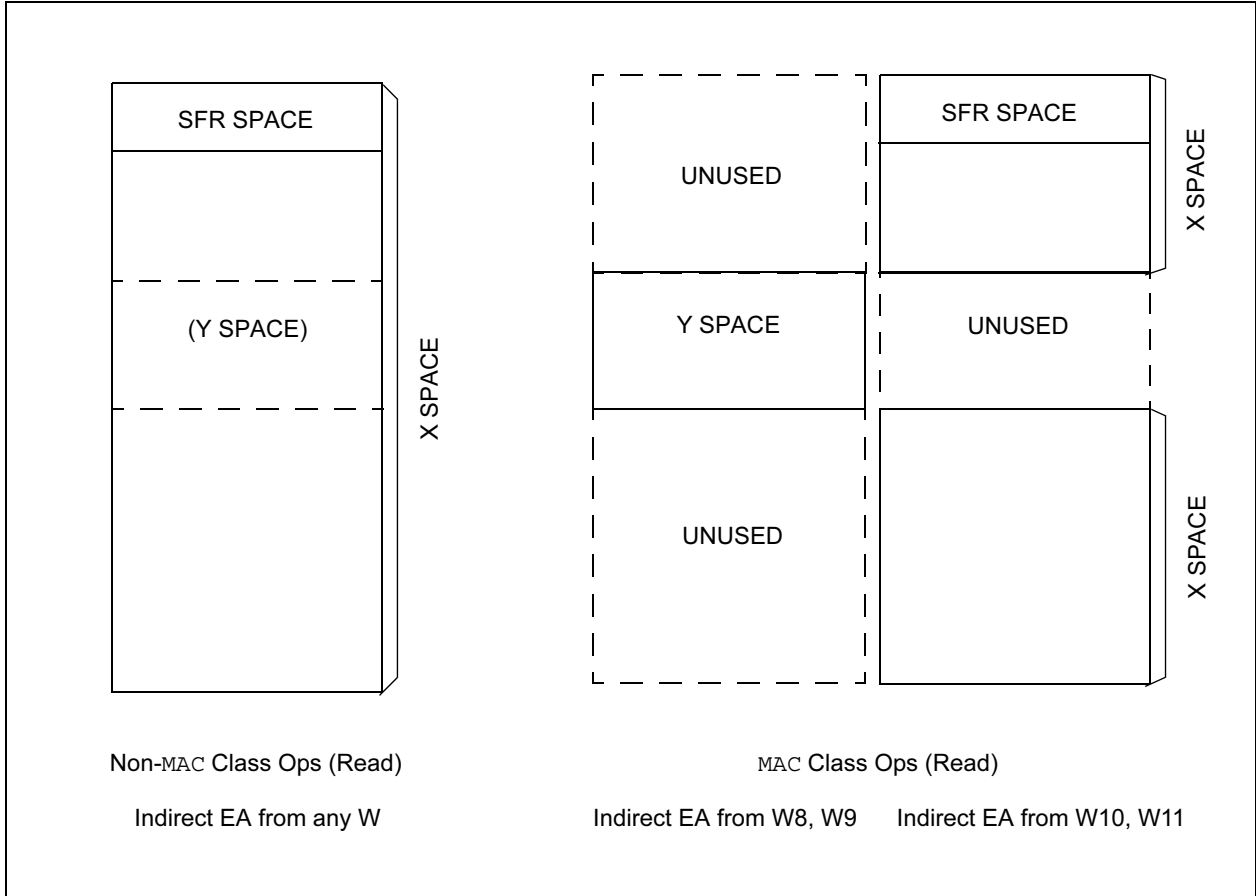 SFR SPACE
(Y SPACE)
X SPACE
Non-MAC Class Ops (Read)
Indirect EA from any W
UNUSED
Y SPACE
UNUSED
SFR SPACE
X SPACE
UNUSED
X SPACE
MAC Class Ops (Read)
Indirect EA from W8, W9
Indirect EA from W10, W11